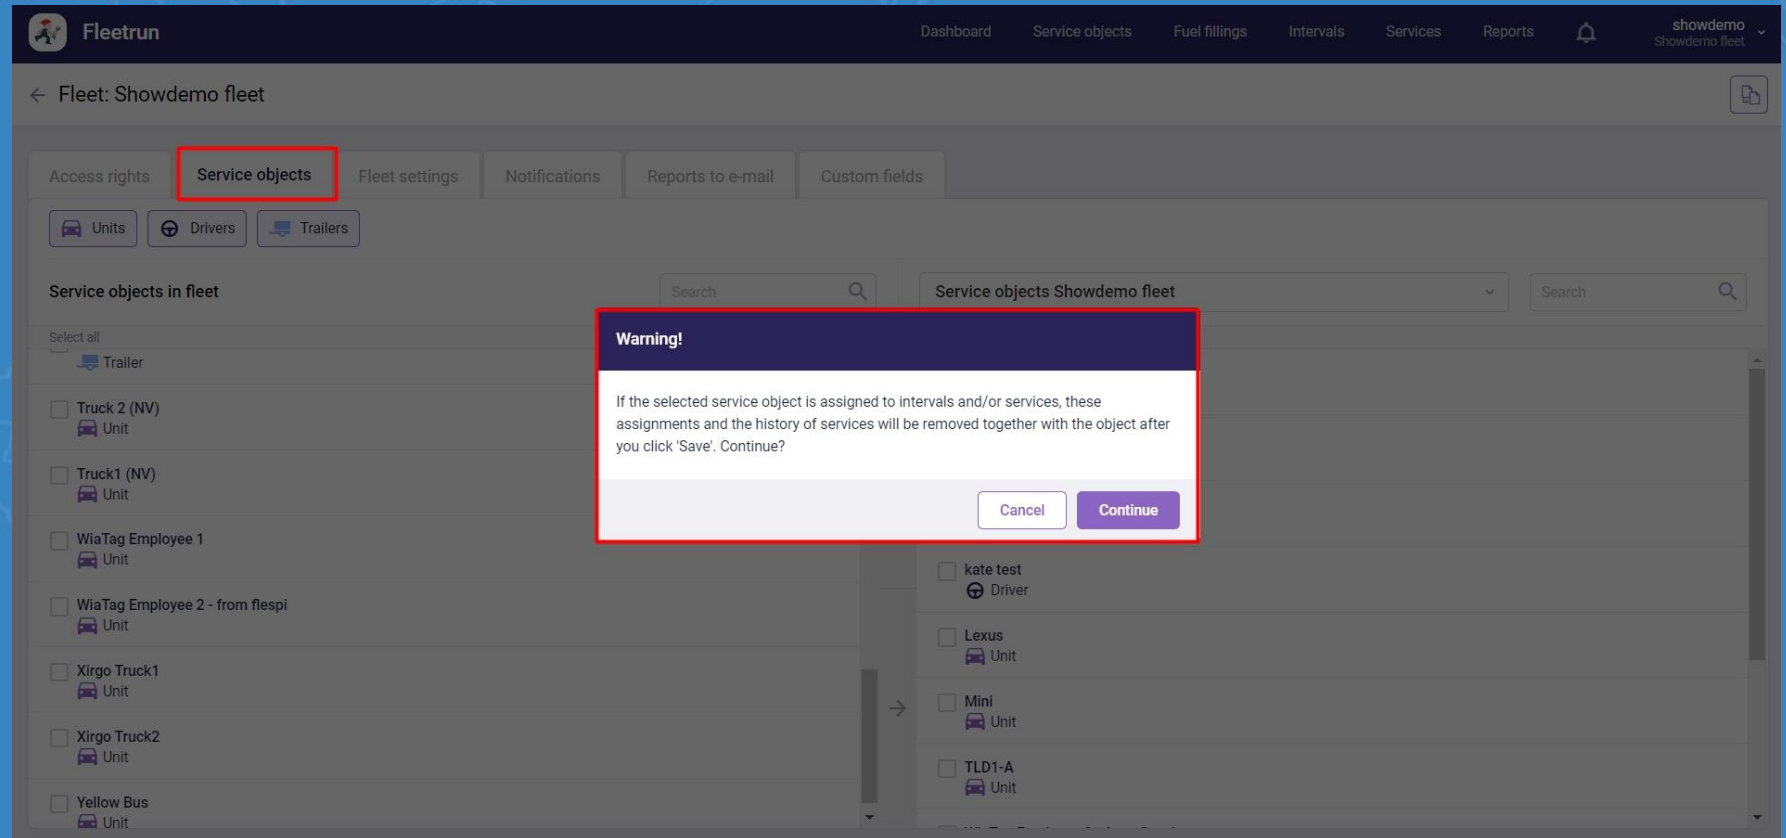 Fleetrun
Dashboard
Service objects
Fuel fillings
Intervals
Services
Reports
showdemo
Showdemo fleet
Fleet: Showdemo fleet
Access rights
Service objects
Fleet settings
Notifications
Reports to e-mail
Custom fields
Units
Drivers
Trailers
Service objects in fleet
Search
Service objects Showdemo fleet
Search
Select all
Trailer
Truck 2 (NV)
Unit
Truck1 (NV)
Unit
WiaTag Employee 1
Unit
WiaTag Employee 2 - from flespi
Unit
Xirgo Truck1
Unit
Xirgo Truck2
Unit
Yellow Bus
Unit
Warning!
If the selected service object is assigned to intervals and/or services, these
assignments and the history of services will be removed together with the object after
you click 'Save'. Continue?
Cancel
Continue
kate test
Driver
Lexus
Unit
Mini
Unit
TLD1-A
Unit